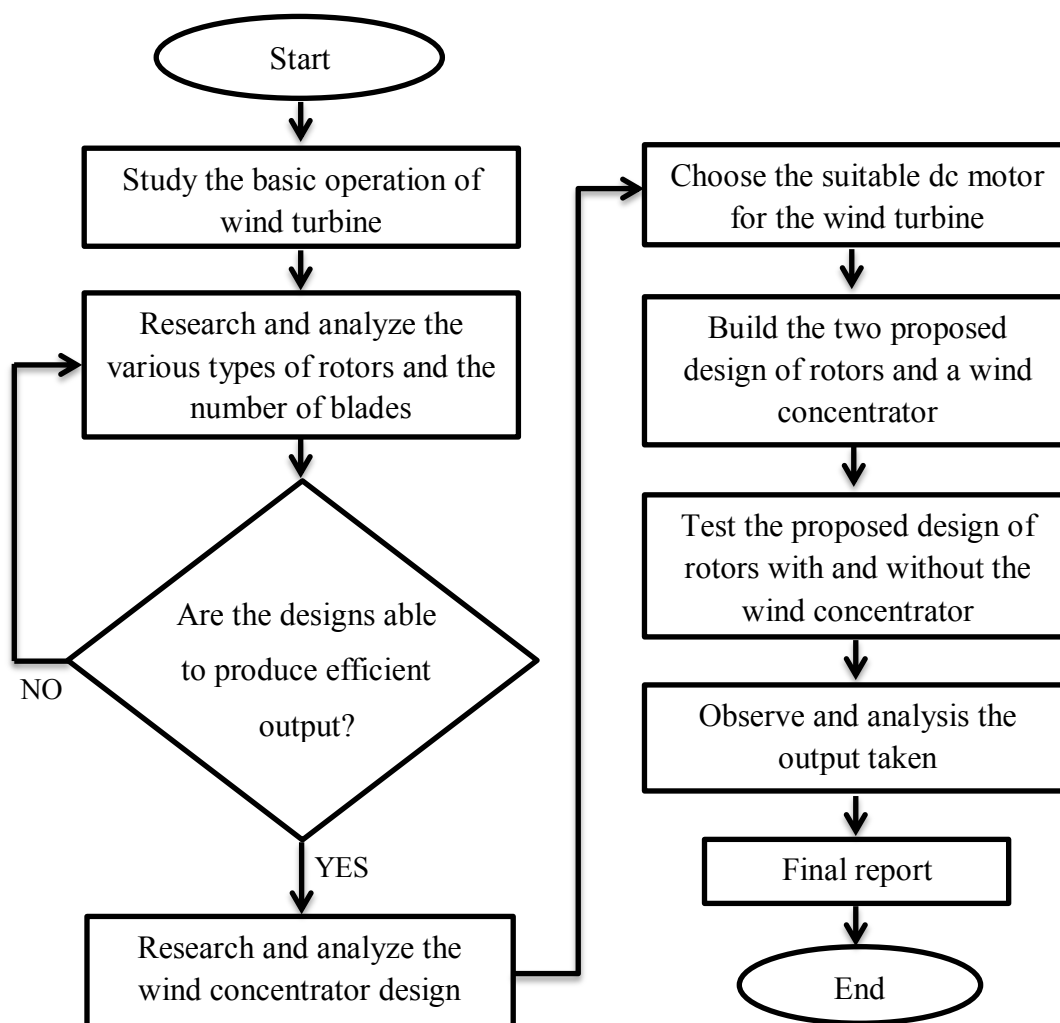 Start
Study the basic operation of
wind turbine
Research and analyze the
various types of rotors and the
number of blades
Are the designs able
to produce efficient
output?
NO
YES
Research and analyze the
wind concentrator design
Choose the suitable dc motor
for the wind turbine
Build the two proposed
design of rotors and a wind
concentrator
Test the proposed design of
rotors with and without the
wind concentrator
Observe and analysis the
output taken
Final report
End